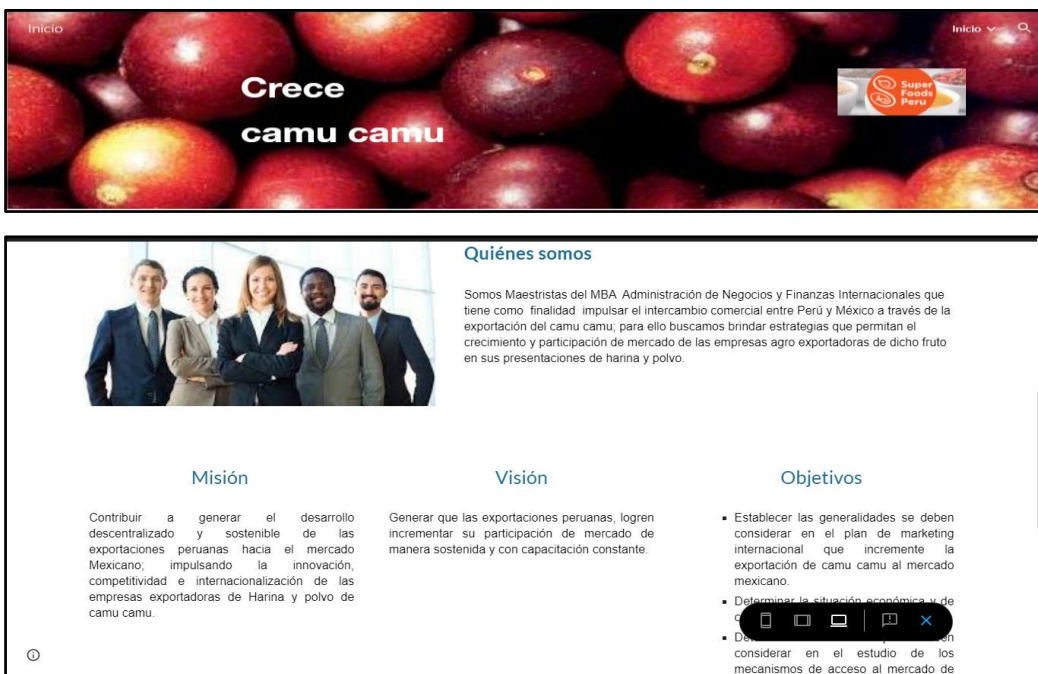 Inicio
Inicio
Crece
camu camu
Super
Foods
Peru
Quiénes somos
Somos Maestristas del MBA Administración de Negocios y Finanzas Internacionales que
tiene como finalidad impulsar el intercambio comercial entre Perú y México a través de la
exportación del camu camu; para ello buscamos brindar estrategias que permitan el
crecimiento y participación de mercado de las empresas agro exportadoras de dicho fruto
en sus presentaciones de harina y polvo.
Misión
Contribuir a generar el desarrollo
descentralizado y sostenible de las
exportaciones peruanas hacia el mercado
Mexicano; impulsando la innovación,
competitividad e internacionalización de las
empresas exportadoras de Harina y polvo de
camu camu.
Visión
Generar que las exportaciones peruanas, logren
incrementar su participación de mercado de
manera sostenida y con capacitación constante.
Objetivos
▪ Establecer las generalidades se deben
considerar en el plan de marketing
internacional que incremente la
exportación de camu camu al mercado
mexicano.
▪ Determinar la situación económica y de
considerar en el estudio de los
mecanismos de acceso al mercado de